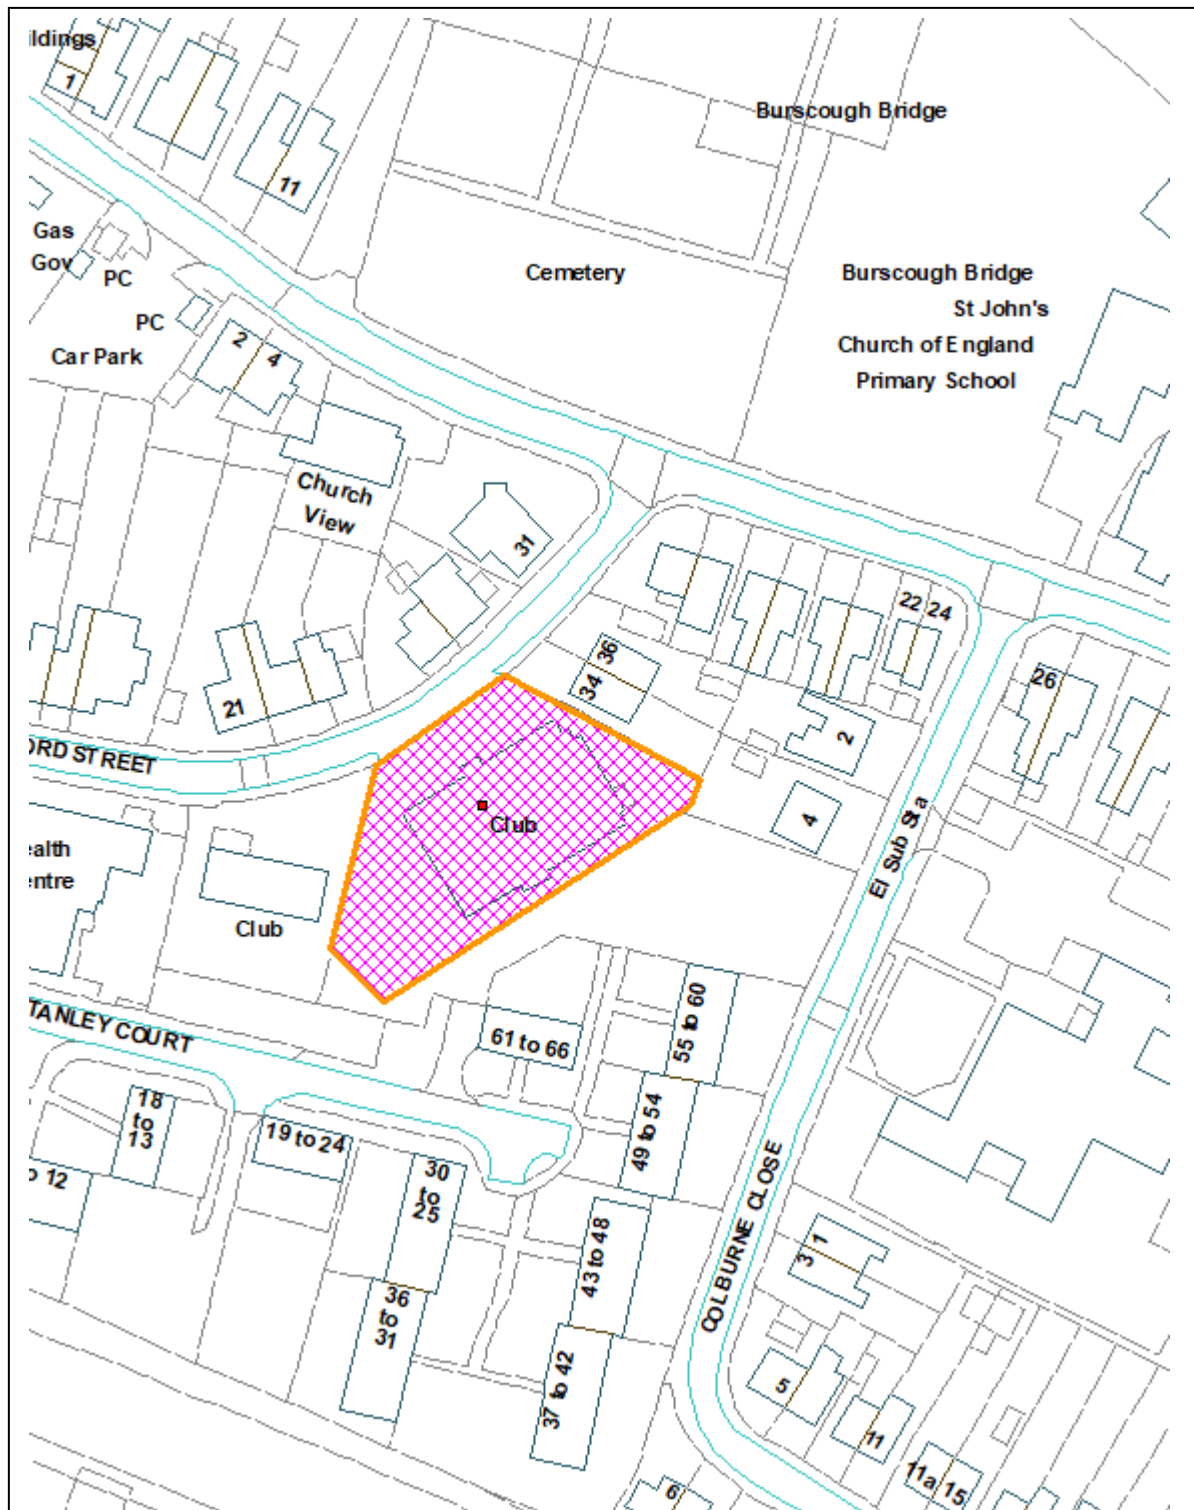 ildings
1
11
Burscough Bridge
Gas
Gov
PC
PC
Car Park
2
4
Cemetery
Burscough Bridge
St John's
Church of England
Primary School
Church
View
31
22 24
36
34
26
21
2
ORD STREET
4
El Sub Sta
Club
ealth
entre
Club
TANLEY COURT
61 to 66
55 to 60
18
to
13
19 to 24
49 to 54
o 12
30
to
25
43 to 48
COLBURNE CLOSE
1
3
36
to
31
37 to 42
5
11
11a 15
6